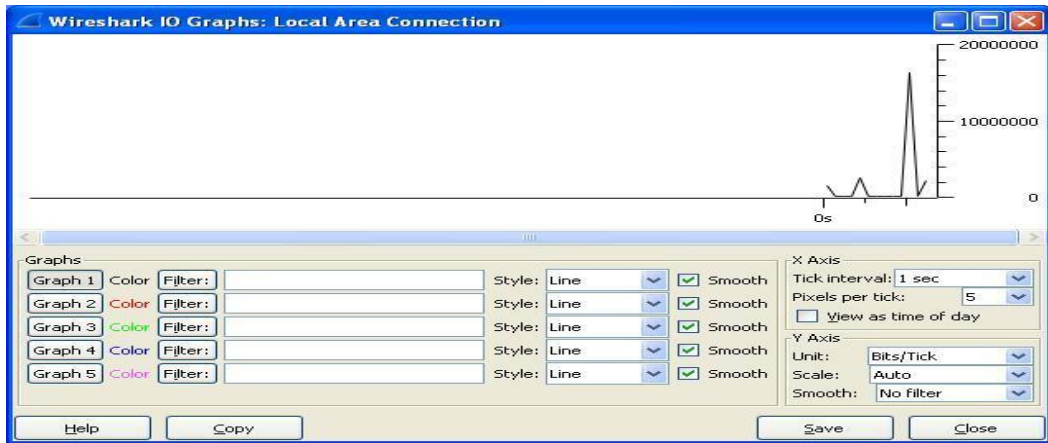 Wireshark IO Graphs: Local Area Connection
20000000
10000000
0
0s
Graphs
Graph 1 Color Filter: Style: Line Smooth
Graph 2 Color Filter: Style: Line Smooth
Graph 3 Color Filter: Style: Line Smooth
Graph 4 Color Filter: Style: Line Smooth
Graph 5 Color Filter: Style: Line Smooth
X Axis
Tick interval: 1 sec
Pixels per tick: 5
View as time of day
Y Axis
Unit: Bits/Tick
Scale: Auto
Smooth: No filter
Help Copy Save Close